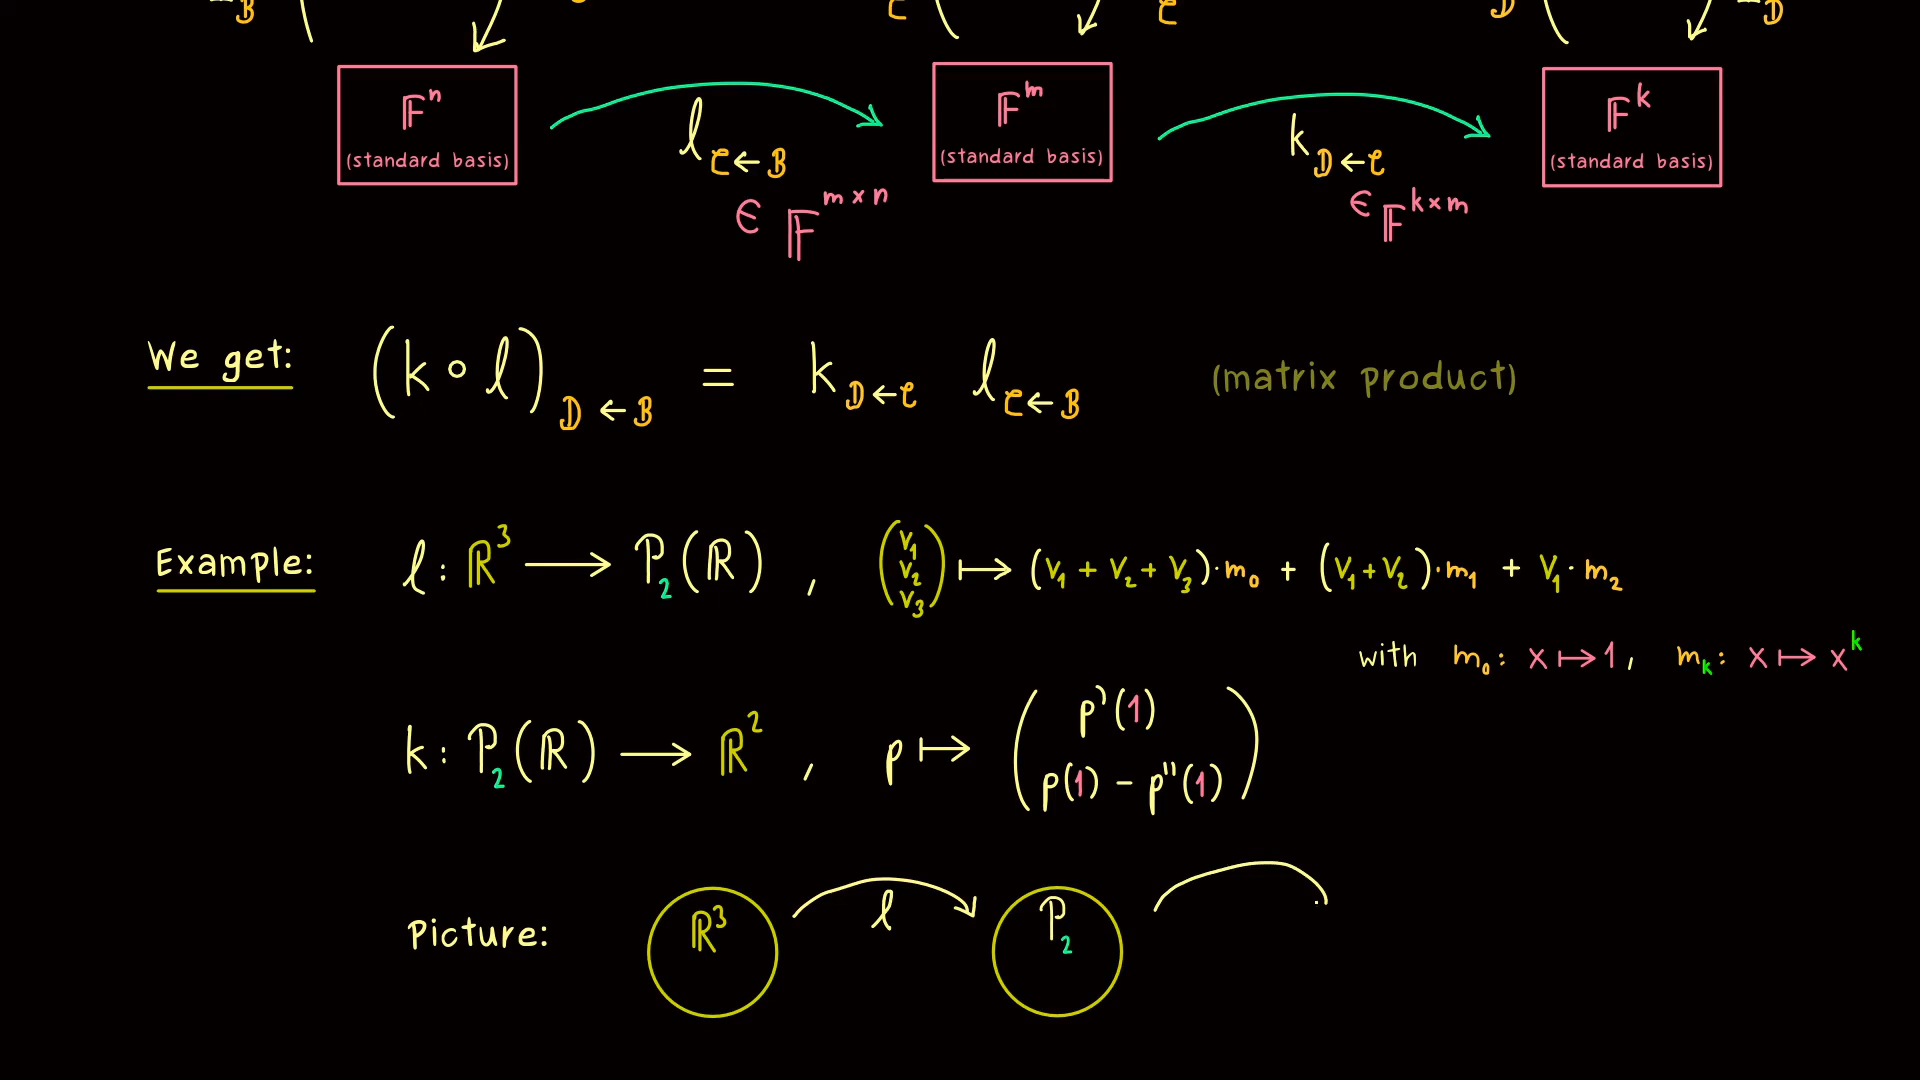 B C C D D
𝔽ⁿ 𝔽ᵐ 𝔽ᵏ
(standard basis) (standard basis) (standard basis)
ℓ_{C←B} k_{D←C}
∈ 𝔽^{m×n} ∈ 𝔽^{k×m}
We get: (k ∘ ℓ)_{D←B} = k_{D←C} ℓ_{C←B} (matrix product)
Example: ℓ: ℝ³ ⟶ P₂(ℝ) , (v₁ v₂ v₃) ⟼ (v₁ + v₂ + v₃)·m₀ + (v₁+v₂)·m₁ + v₁·m₂
with m₀: x ⟼ 1, m_k: x ⟼ x^k
k: P₂(ℝ) ⟶ ℝ² , p ⟼ ( p'(1)
p(1) − p''(1) )
Picture: ℝ³ ℓ P₂